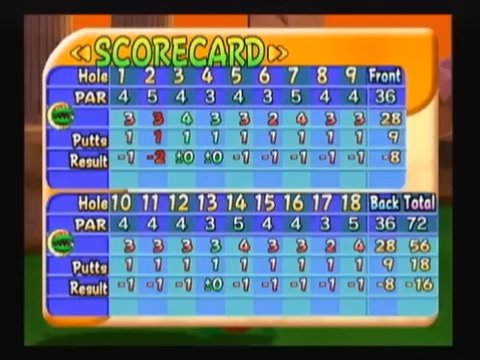 SCORECARD
Hole 1 2 3 4 5 6 7 8 9 Front
PAR 4 5 4 3 4 3 5 4 4 36
3 3 4 3 3 2 4 3 3 28
Putts 1 1 1 1 1 1 1 1 1 9
Result -1 -2 ±0 ±0 -1 -1 -1 -1 -1 -8
Hole 10 11 12 13 14 15 16 17 18 Back Total
PAR 4 4 4 3 5 4 4 3 5 36 72
3 3 3 3 4 3 3 2 4 28 56
Putts 1 1 1 1 1 1 1 1 1 9 18
Result -1 -1 -1 ±0 -1 -1 -1 -1 -1 -8 -16